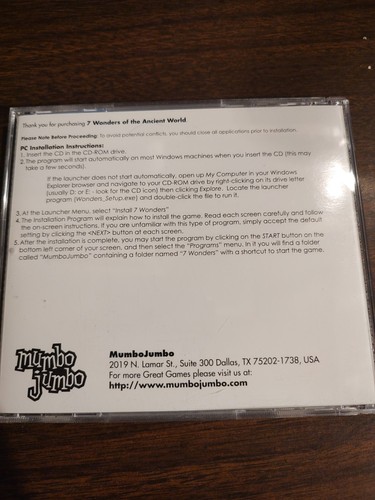 Thank you for purchasing 7 Wonders of the Ancient World
Please Note Before Proceeding: To avoid potential conflicts, you should close all applications prior to installation.
PC Installation Instructions:
1. Insert the CD in the CD-ROM drive.
2. The program will start automatically on most Windows machines when you insert the CD (this may
take a few seconds).
If the launcher does not start automatically, open up My Computer in your Windows
Explorer browser and navigate to your CD-ROM drive by right-clicking on its drive letter
(usually D: or E: - look for the CD icon) then clicking Explore. Locate the launcher
program [Wonders_Setup.exe] and double-click the file to run it.
3. At the Launcher Menu, select "Install 7 Wonders"
4. The Installation Program will explain how to install the game. Read each screen carefully and follow
the on-screen instructions. If you are unfamiliar with this type of program, simply accept the default
setting by clicking the <NEXT> button at each screen.
5. After the installation is complete, you may start the program by clicking on the START button on the
bottom left corner of your screen, and then select the "Programs" menu. In it you will find a folder
called "MumboJumbo" containing a folder named "7 Wonders" with a shortcut to start the game.
mumbo
jumbo
MumboJumbo
2019 N. Lamar St., Suite 300 Dallas, TX 75202-1738, USA
For more Great Games please visit us at:
http://www.mumbojumbo.com